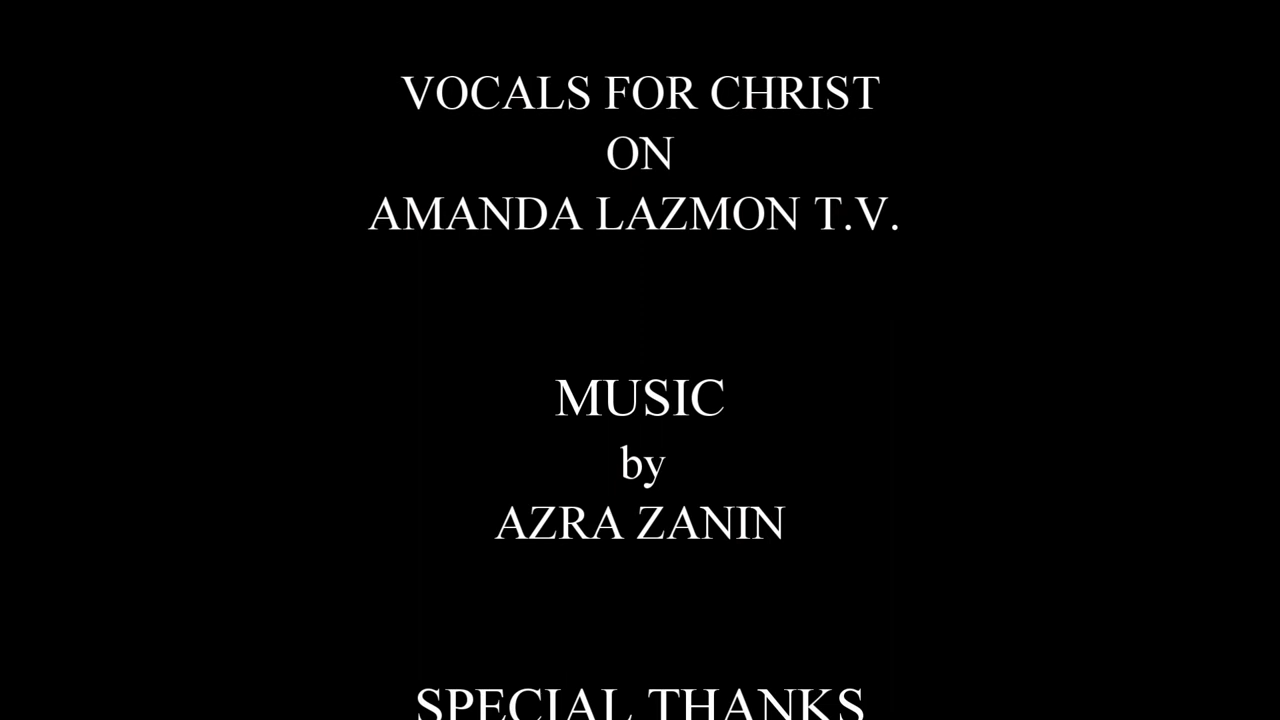 VOCALS FOR CHRIST
ON
AMANDA LAZMON T.V.
MUSIC
by
AZRA ZANIN
SPECIAL THANKS